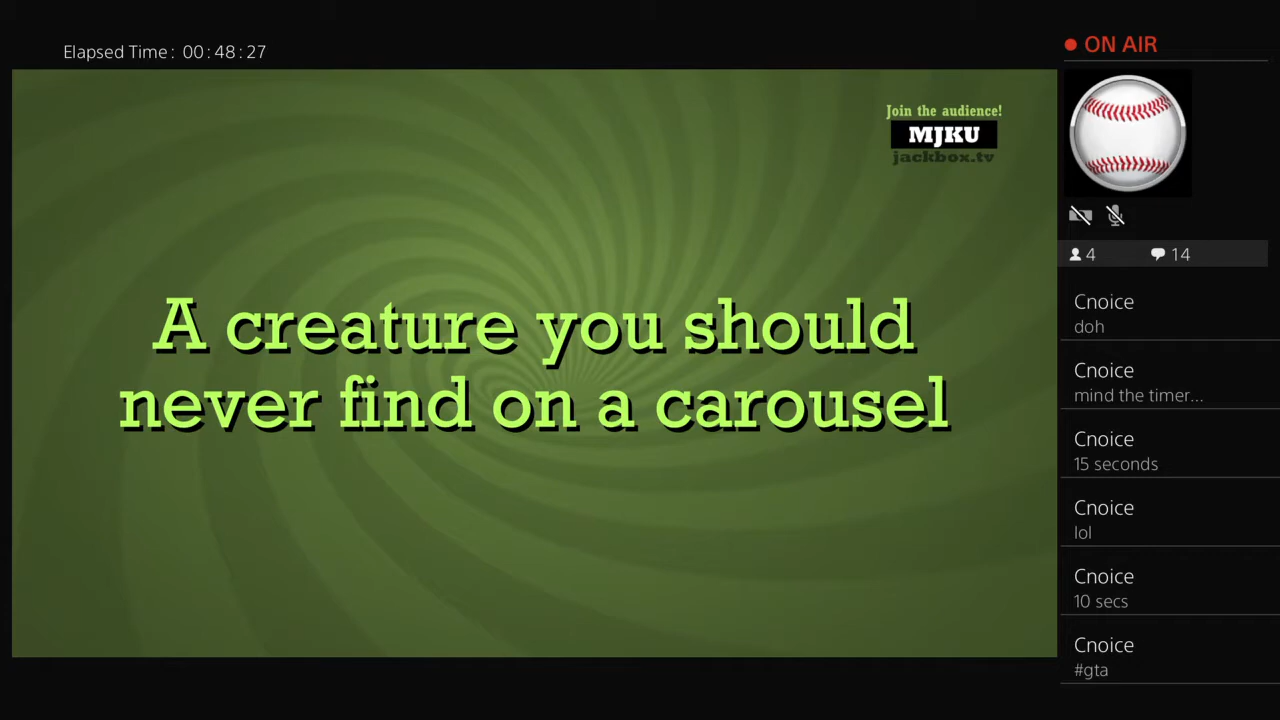 Elapsed Time: 00:48:27
ON AIR
Join the audience!
MJKU
jackbox.tv
A creature you should
never find on a carousel
4 14
Cnoice
doh
Cnoice
mind the timer...
Cnoice
15 seconds
Cnoice
lol
Cnoice
10 secs
Cnoice
#gta